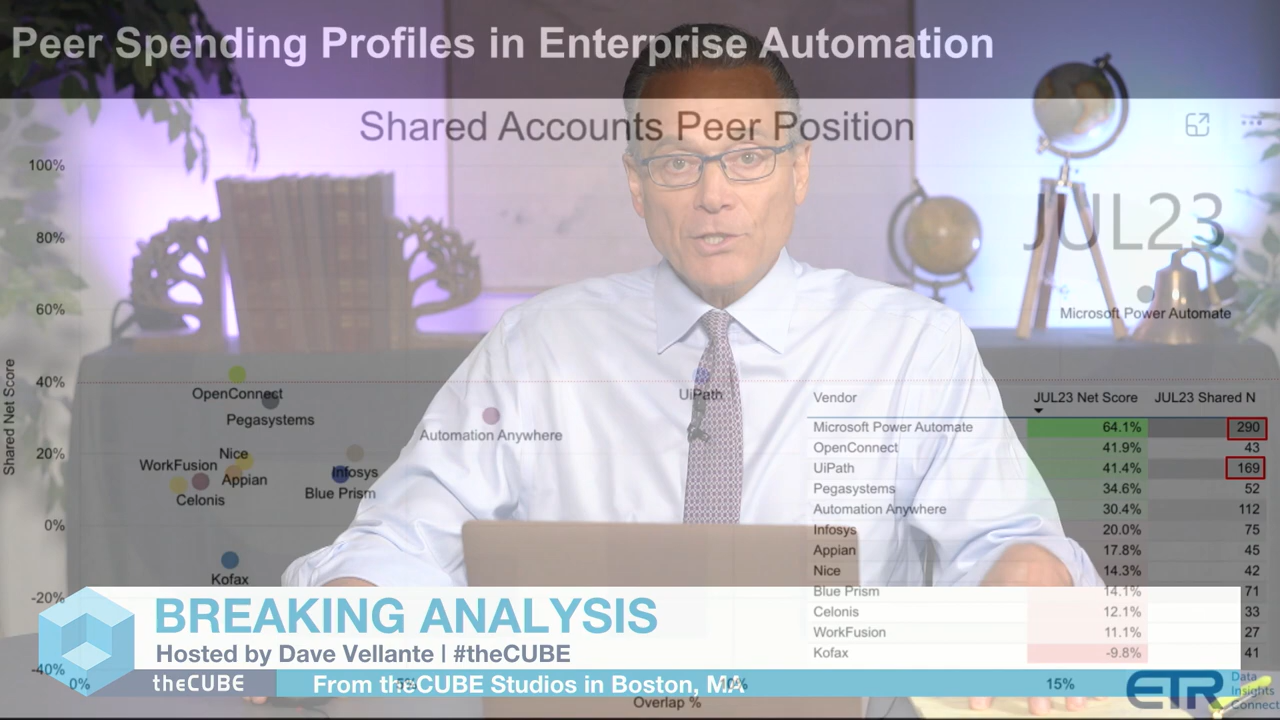 Peer Spending Profiles in Enterprise Automation
Shared Accounts Peer Position
JUL23
100%
80%
60%
40%
20%
0%
-20%
-40%
Shared Net Score
Microsoft Power Automate
OpenConnect
Pegasystems
UiPath
Automation Anywhere
Nice
WorkFusion
Appian
Infosys
Celonis
Blue Prism
Kofax
Vendor JUL23 Net Score JUL23 Shared N
Microsoft Power Automate 64.1% 290
OpenConnect 41.9% 43
UiPath 41.4% 169
Pegasystems 34.6% 52
Automation Anywhere 30.4% 112
Infosys 20.0% 75
Appian 17.8% 45
Nice 14.3% 42
Blue Prism 14.1% 71
Celonis 12.1% 33
WorkFusion 11.1% 27
Kofax -9.8% 41
BREAKING ANALYSIS
Hosted by Dave Vellante | #theCUBE
theCUBE From theCUBE Studios in Boston, MA
0% 5% 10% 15%
Overlap %
ETR Data
Insights
Connect